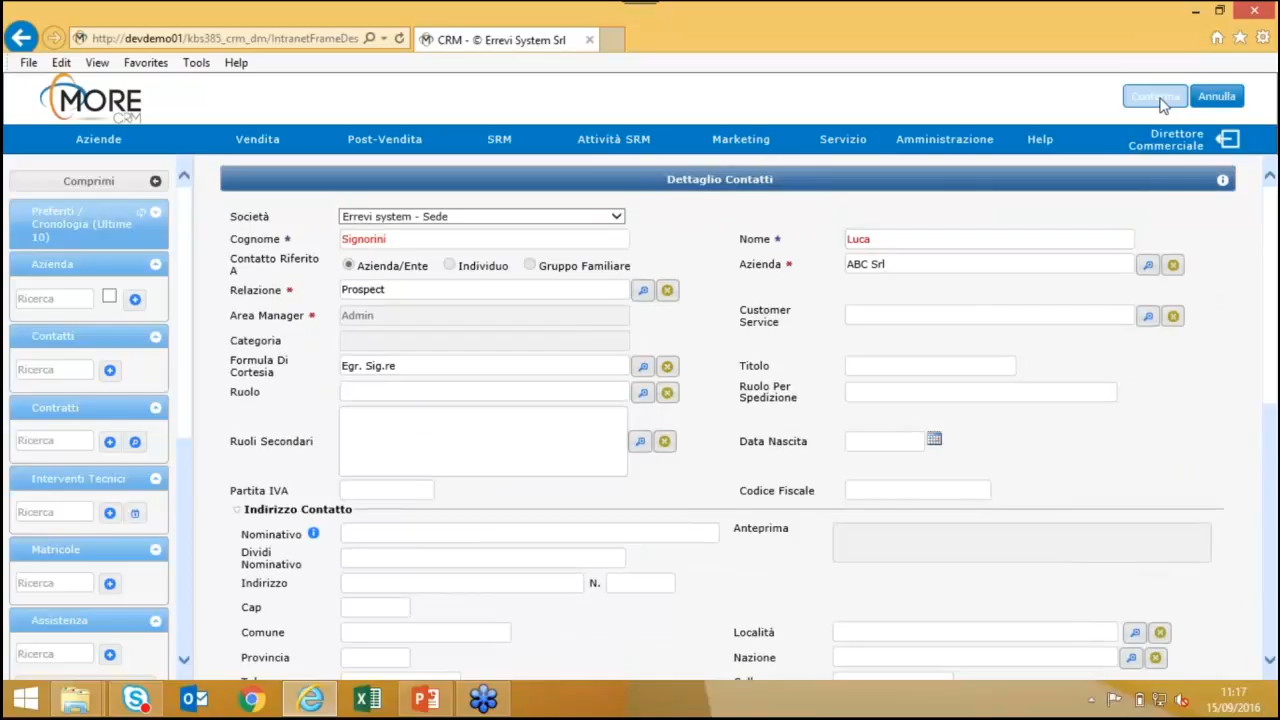 http://devdemo01/kbs385_crm_dm/IntranetFrameDes
CRM - © Errevi System Srl
File Edit View Favorites Tools Help
MORE
CRM
Conferma Annulla
Aziende Vendita Post-Vendita SRM Attività SRM Marketing Servizio Amministrazione Help Direttore
Commerciale
Comprimi
Preferiti /
Cronologia (Ultime
10)
Azienda
Ricerca
Contatti
Ricerca
Contratti
Ricerca
Interventi Tecnici
Ricerca
Matricole
Ricerca
Assistenza
Ricerca
Dettaglio Contatti
Società Errevi system - Sede
Cognome * Signorini Nome * Luca
Contatto Riferito
A
Azienda/Ente Individuo Gruppo Familiare Azienda * ABC Srl
Relazione * Prospect
Area Manager * Admin Customer
Service
Categoria
Formula Di
Cortesia
Egr. Sig.re Titolo
Ruolo Ruolo Per
Spedizione
Ruoli Secondari Data Nascita
Partita IVA Codice Fiscale
Indirizzo Contatto
Nominativo Anteprima
Dividi
Nominativo
Indirizzo N.
Cap
Comune Località
Provincia Nazione
11:17
15/09/2016